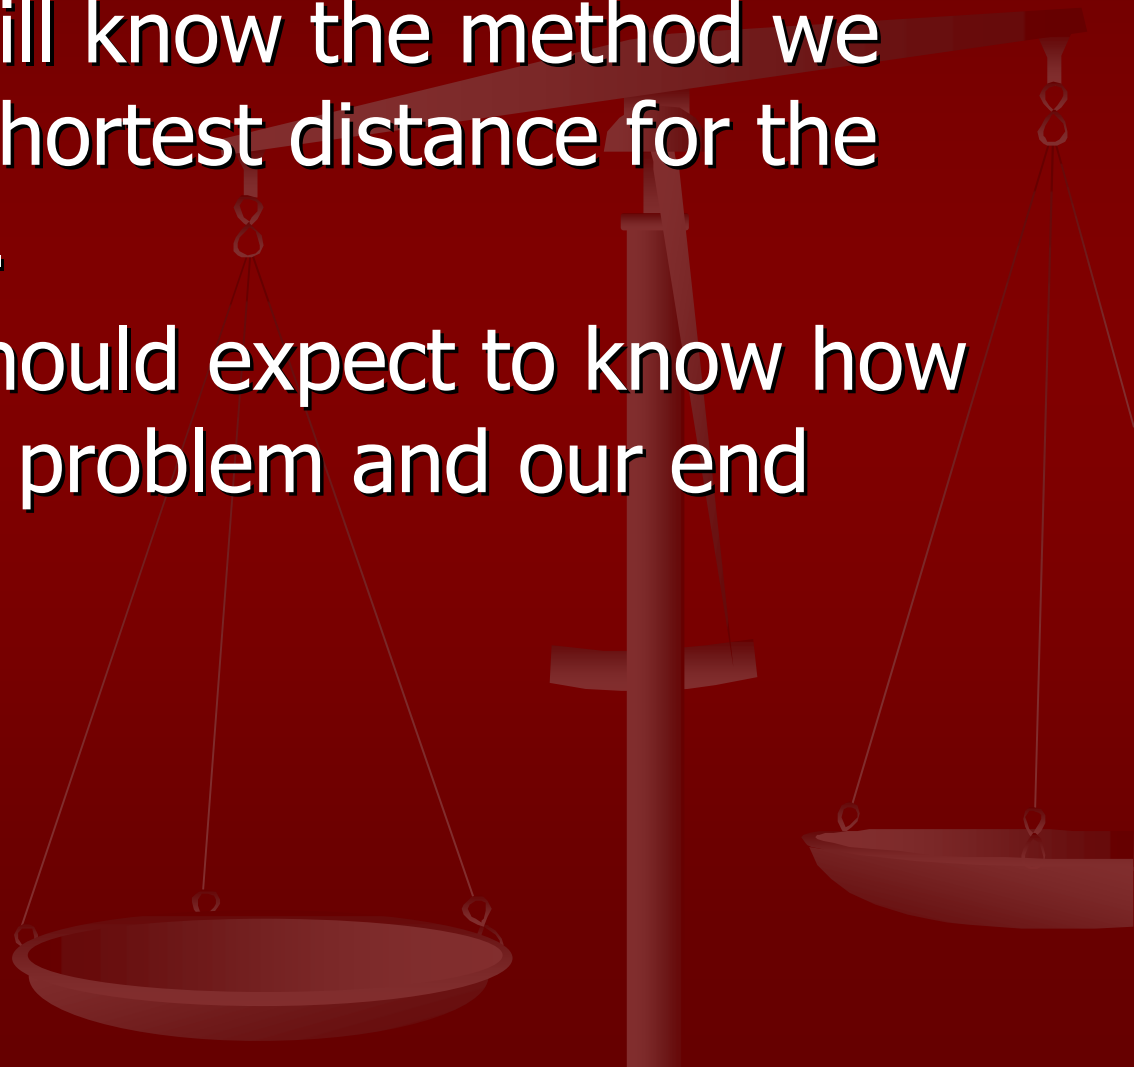 ill know the method we
hortest distance for the
.
hould expect to know how
problem and our end